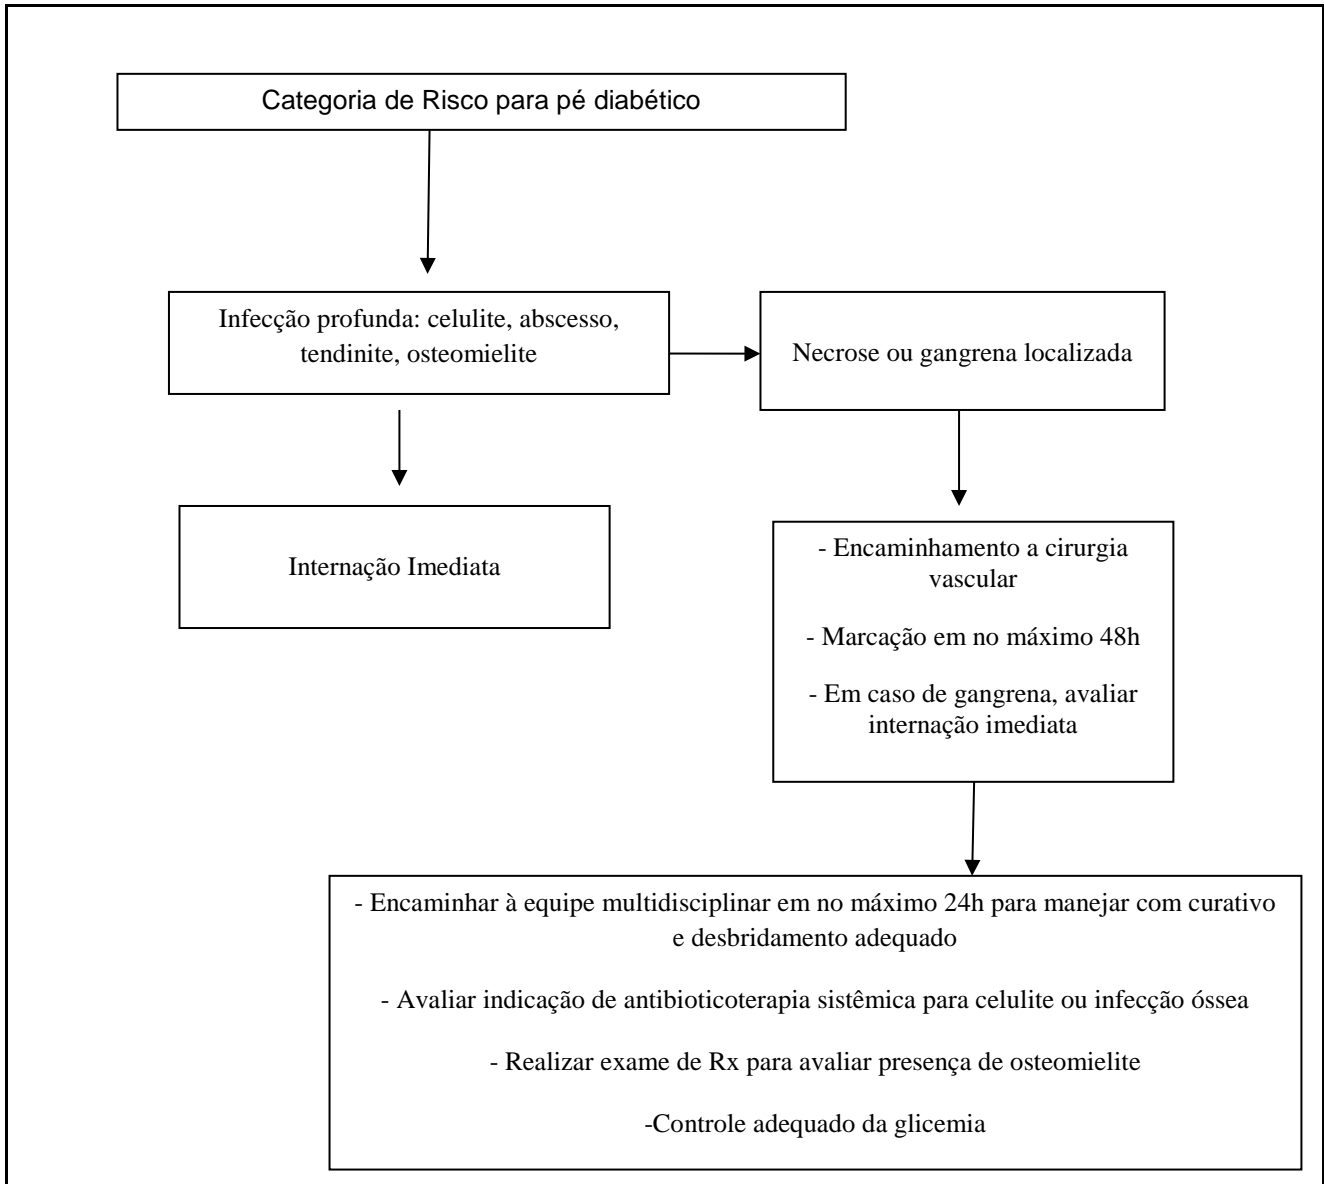 Categoria de Risco para pé diabético
Infecção profunda: celulite, abscesso,
tendinite, osteomielite
Necrose ou gangrena localizada
Internação Imediata
- Encaminhamento a cirurgia
vascular
- Marcação em no máximo 48h
- Em caso de gangrena, avaliar
internação imediata
- Encaminhar à equipe multidisciplinar em no máximo 24h para manejar com curativo
e desbridamento adequado
- Avaliar indicação de antibioticoterapia sistêmica para celulite ou infecção óssea
- Realizar exame de Rx para avaliar presença de osteomielite
-Controle adequado da glicemia